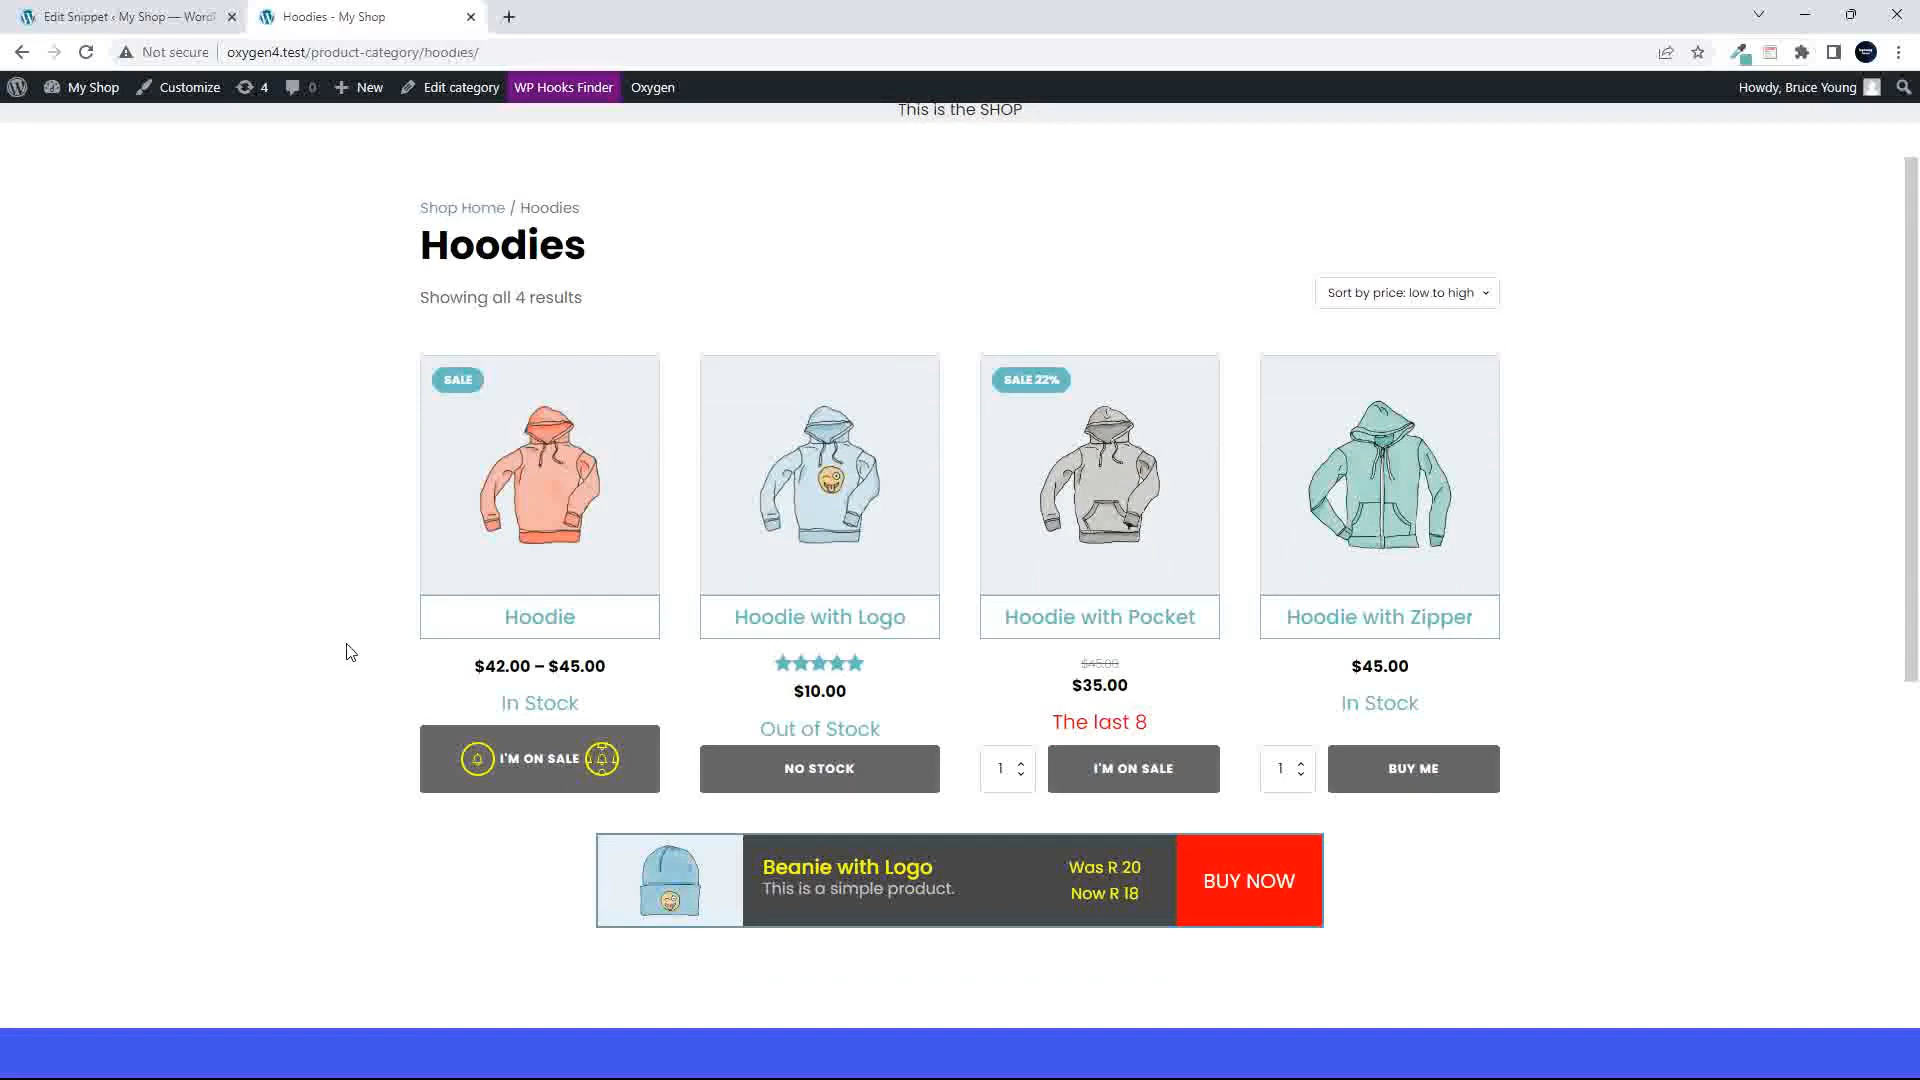 Edit Snippet ‹ My Shop — Word
Hoodies - My Shop
Not secure
oxygen4.test/product-category/hoodies/
My Shop
Customize
4
0
New
Edit category
WP Hooks Finder
Oxygen
Howdy, Bruce Young
This is the SHOP
Shop Home / Hoodies
Hoodies
Showing all 4 results
Sort by price: low to high
SALE
SALE 22%
Hoodie
Hoodie with Logo
Hoodie with Pocket
Hoodie with Zipper
$42.00 – $45.00
$10.00
$45.00
$35.00
$45.00
In Stock
Out of Stock
The last 8
In Stock
I'M ON SALE
NO STOCK
1
I'M ON SALE
1
BUY ME
Beanie with Logo
This is a simple product.
Was R 20
Now R 18
BUY NOW